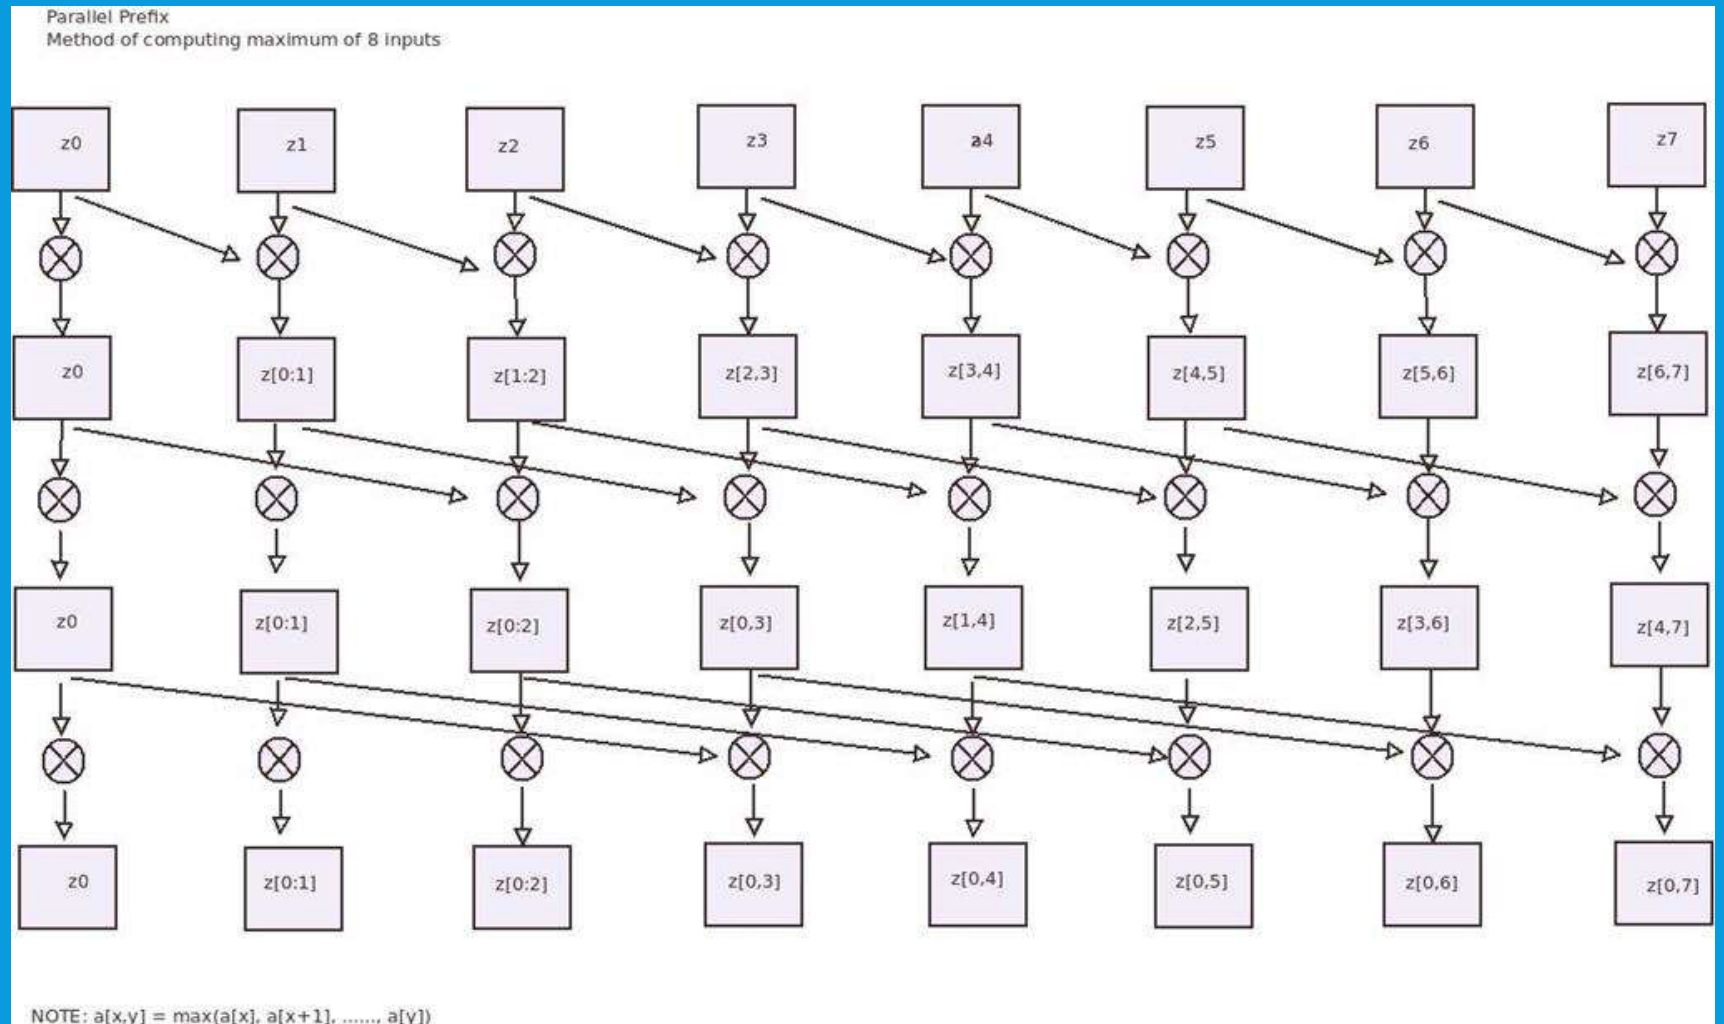 Parallel Prefix
Method of computing maximum of 8 inputs
z0 z1 z2 z3 a4 z5 z6 z7
z0 z[0:1] z[1:2] z[2,3] z[3,4] z[4,5] z[5,6] z[6,7]
z0 z[0:1] z[0:2] z[0,3] z[1,4] z[2,5] z[3,6] z[4,7]
z0 z[0:1] z[0:2] z[0,3] z[0,4] z[0,5] z[0,6] z[0,7]
NOTE: a[x,y] = max(a[x], a[x+1], ......, a[y])